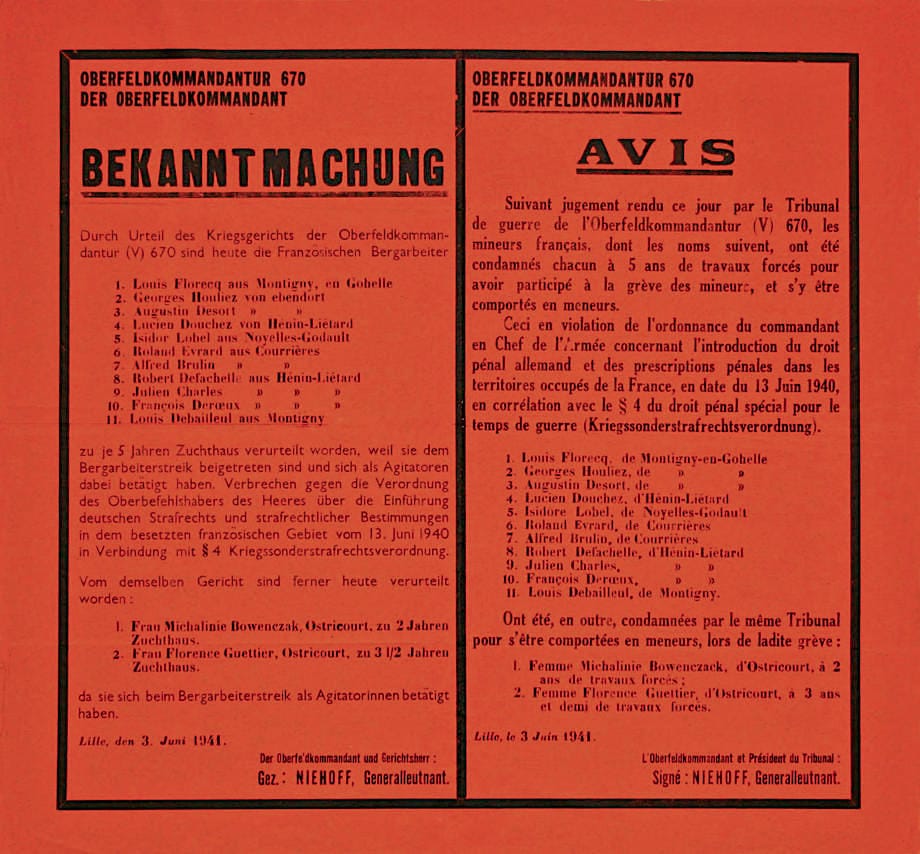 OBERFELDKOMMANDANTUR 670
DER OBERFELDKOMMANDANT
BEKANNTMACHUNG
Durch Urteil des Kriegsgerichts der Oberfeldkomman-
dantur (V) 670 sind heute die Französischen Bergarbeiter
1. Louis Florecq aus Montigny, en Gohelle
2. Georges Houliez von ebendort
3. Augustin Desort » »
4. Lucien Douchez von Hénin-Liétard
5. Isidor Lobel aus Noyelles-Godault
6. Roland Evrard aus Courrières
7. Alfred Brulin » »
8. Robert Defachelle aus Hénin-Liétard
9. Julien Charles » » »
10. François Derœux » » »
11. Louis Debailleul aus Montigny
zu je 5 Jahren Zuchthaus verurteilt worden, weil sie dem
Bergarbeiterstreik beigetreten sind und sich als Agitatoren
dabei betätigt haben. Verbrechen gegen die Verordnung
des Oberbefehlshabers des Heeres über die Einführung
deutschen Strafrechts und strafrechtlicher Bestimmungen
in dem besetzten französischen Gebiet vom 13. Juni 1940
in Verbindung mit § 4 Kriegssonderstrafrechtsverordnung.
Vom demselben Gericht sind ferner heute verurteilt
worden :
1. Frau Michalinie Bowenczak, Ostricourt, zu 2 Jahren
Zuchthaus.
2. Frau Florence Guettier, Ostricourt, zu 3 1/2 Jahren
Zuchthaus.
da sie sich beim Bergarbeiterstreik als Agitatorinnen betätigt
haben.
Lille, den 3. Juni 1941.
Der Oberfeldkommandant und Gerichtsherr :
Gez. : NIEHOFF, Generalleutnant.
OBERFELDKOMMANDANTUR 670
DER OBERFELDKOMMANDANT
AVIS
Suivant jugement rendu ce jour par le Tribunal
de guerre de l'Oberfeldkommandantur (V) 670, les
mineurs français, dont les noms suivent, ont été
condamnés chacun à 5 ans de travaux forcés pour
avoir participé à la grève des mineurs, et s'y être
comportés en meneurs.
Ceci en violation de l'ordonnance du commandant
en Chef de l'Armée concernant l'introduction du droit
pénal allemand et des prescriptions pénales dans les
territoires occupés de la France, en date du 13 Juin 1940,
en corrélation avec le § 4 du droit pénal spécial pour le
temps de guerre (Kriegssonderstrafrechtsverordnung).
1. Louis Florecq, de Montigny-en-Gohelle
2. Georges Houliez, de » »
3. Augustin Desort, de » »
4. Lucien Douchez, d'Hénin-Liétard
5. Isidore Lobel, de Noyelles-Godault
6. Roland Evrard, de Courrières
7. Alfred Brulin, de Courrières
8. Robert Defachelle, d'Hénin-Liétard
9. Julien Charles, » »
10. François Derœux, » »
11. Louis Debailleul, de Montigny.
Ont été, en outre, condamnées par le même Tribunal
pour s'être comportées en meneurs, lors de ladite grève :
1. Femme Michalinie Bowenczack, d'Ostricourt, à 2
ans de travaux forcés ;
2. Femme Florence Guettier, d'Ostricourt, à 3 ans
et demi de travaux forcés.
Lille, le 3 Juin 1941.
L'Oberfeldkommandant et Président du Tribunal :
Signé : NIEHOFF, Generalleutnant.